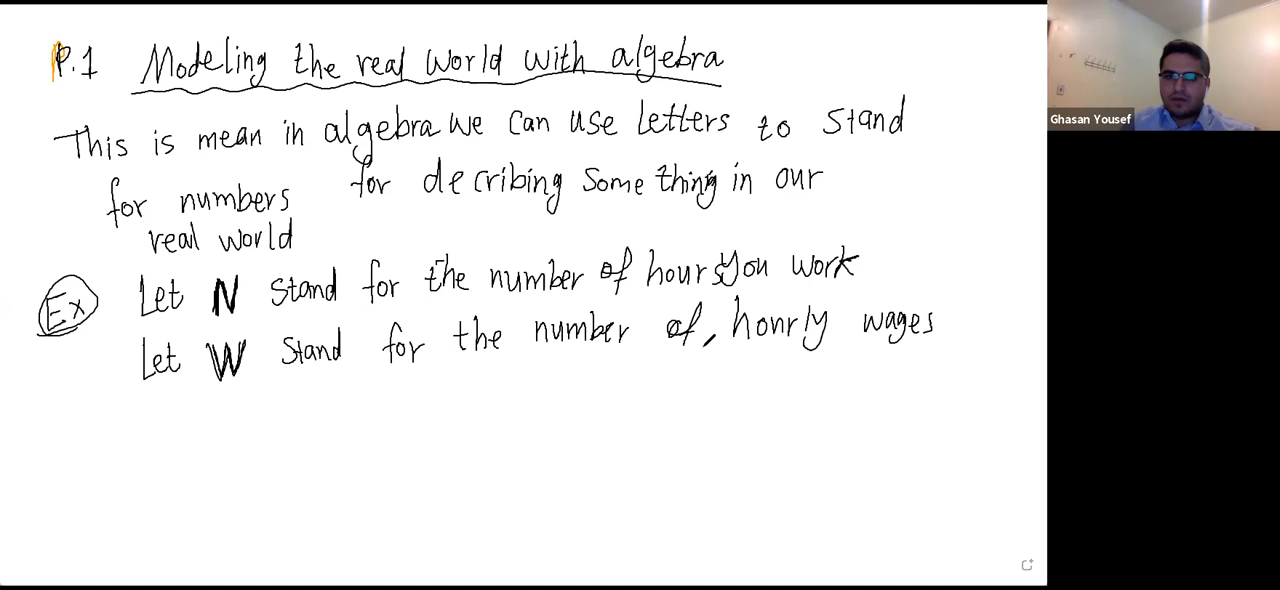 P.1 Modeling the real world with algebra
This is mean in algebra we can use letters to stand
for numbers for decribing some thing in our
real world
Ex Let N stand for the number of hours you work
Let W stand for the number of, hourly wages
Ghasan Yousef